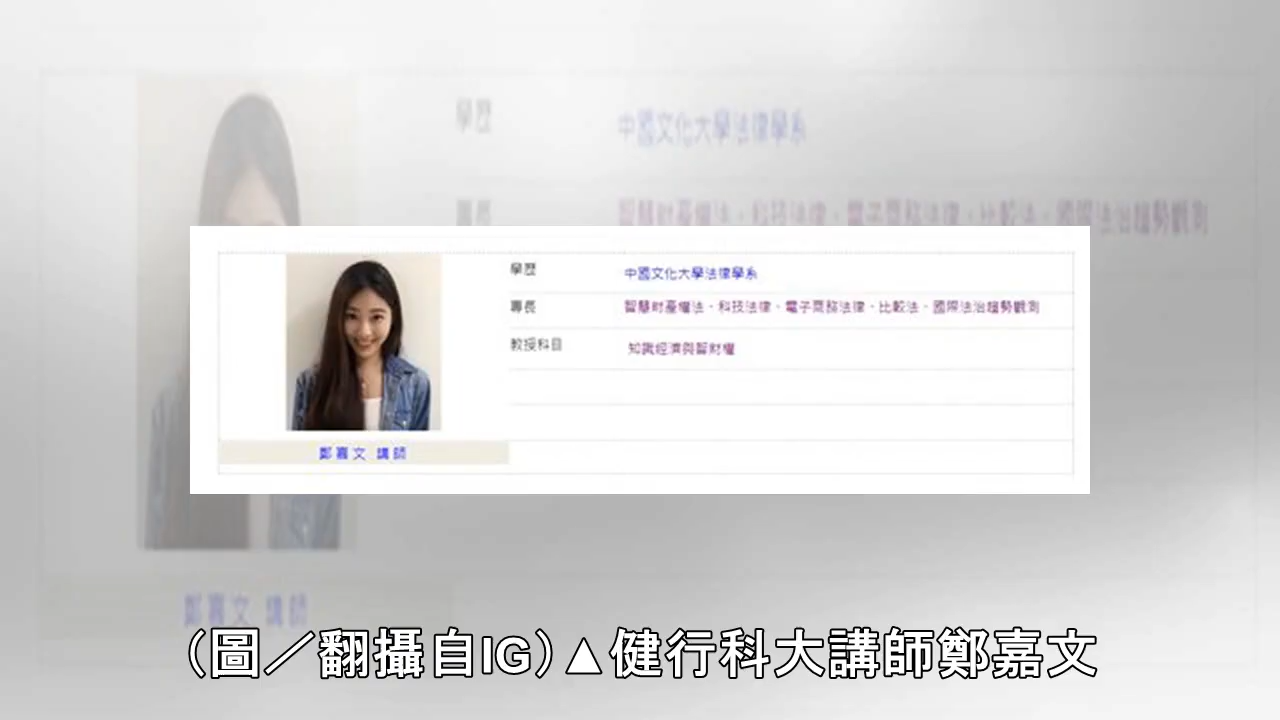 學歷
中國文化大學法律學系
專長
智慧財產權法、科技法律、電子商務法律、比較法、國際法治趨勢觀測
教授科目
知識經濟與智財權
鄭嘉文 講師
(圖／翻攝自IG)▲健行科大講師鄭嘉文